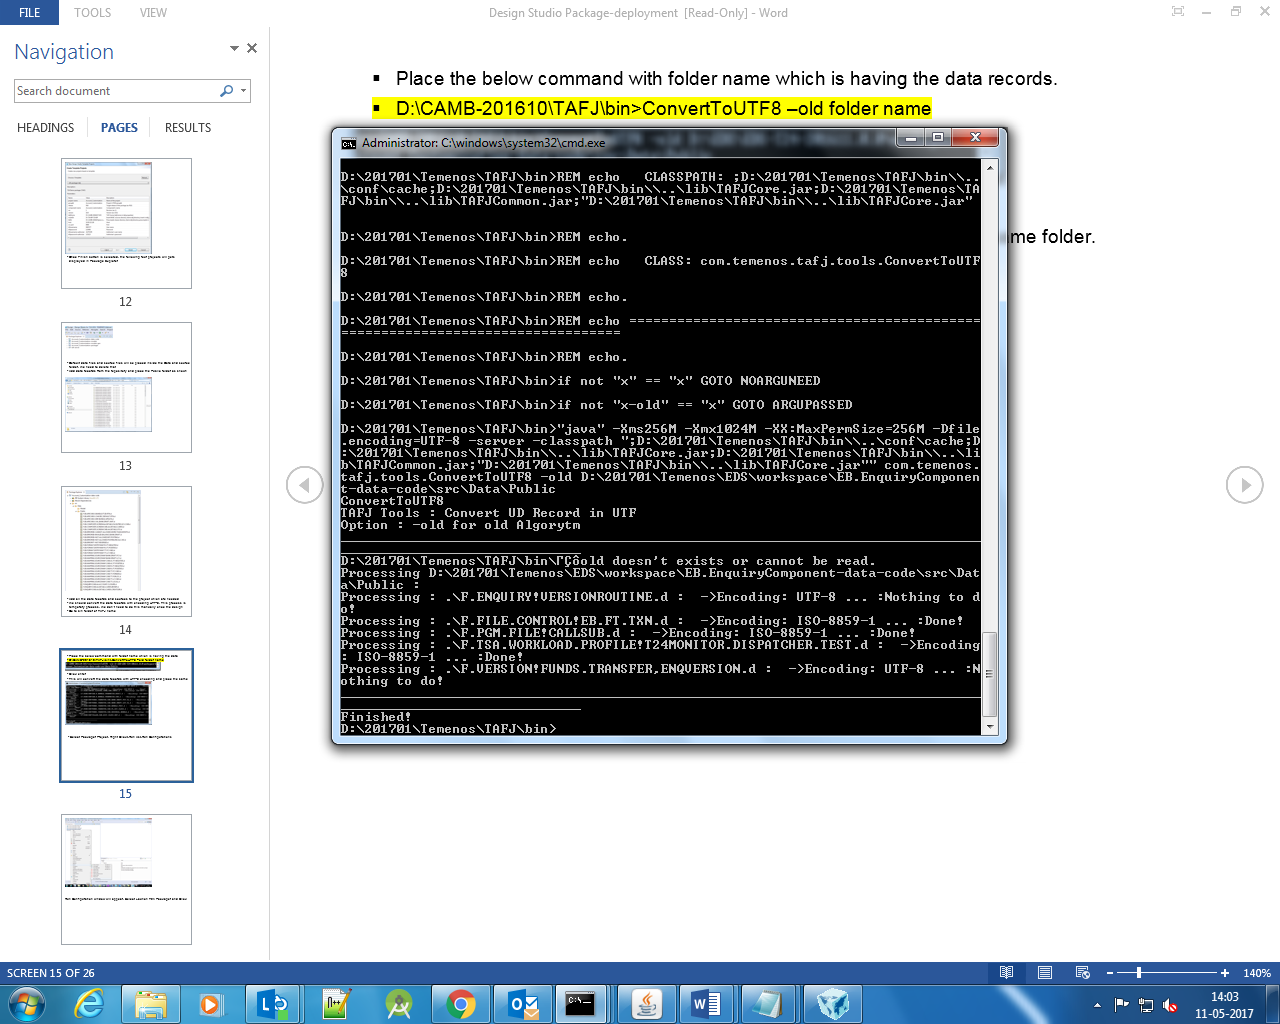 FILE
TOOLS
VIEW
Design Studio Package-deployment [Read-Only] - Word
Navigation
Search document
HEADINGS
PAGES
RESULTS
12
13
14
15
▪ Place the below command with folder name which is having the data records.
▪ D:\CAMB-201610\TAFJ\bin>ConvertToUTF8 –old folder name
me folder.
Administrator: C:\windows\system32\cmd.exe
D:\201701\Temenos\TAFJ\bin>REM echo   CLASSPATH: ;D:\201701\Temenos\TAFJ\bin\\..
\conf\cache;D:\201701\Temenos\TAFJ\bin\\..\lib\TAFJCore.jar;D:\201701\Temenos\TA
FJ\bin\\..\lib\TAFJCommon.jar;"D:\201701\Temenos\TAFJ\bin\\..\lib\TAFJCore.jar"
D:\201701\Temenos\TAFJ\bin>REM echo.
D:\201701\Temenos\TAFJ\bin>REM echo   CLASS: com.temenos.tafj.tools.ConvertToUTF
8
D:\201701\Temenos\TAFJ\bin>REM echo.
D:\201701\Temenos\TAFJ\bin>REM echo ============================================
===================================
D:\201701\Temenos\TAFJ\bin>REM echo.
D:\201701\Temenos\TAFJ\bin>if not "x" == "x" GOTO NOARGUNEED
D:\201701\Temenos\TAFJ\bin>if not "x-old" == "x" GOTO ARGUPASSED
D:\201701\Temenos\TAFJ\bin>"java" -Xms256M -Xmx1024M -XX:MaxPermSize=256M -Dfile
.encoding=UTF-8 -server -classpath ";D:\201701\Temenos\TAFJ\bin\\..\conf\cache;D
:\201701\Temenos\TAFJ\bin\\..\lib\TAFJCore.jar;D:\201701\Temenos\TAFJ\bin\\..\li
b\TAFJCommon.jar;"D:\201701\Temenos\TAFJ\bin\\..\lib\TAFJCore.jar"" com.temenos.
tafj.tools.ConvertToUTF8 -old D:\201701\Temenos\EDS\workspace\EB.EnquiryComponen
t-data-code\src\Data\Public
ConvertToUTF8
TAFJ Tools : Convert UD Record in UTF
Option : -old for old Algorytm
D:\201701\Temenos\TAFJ\bin\ΓÇôold doesn't exists or cannot be read.
Processing D:\201701\Temenos\EDS\workspace\EB.EnquiryComponent-data-code\src\Dat
a\Public :
Processing : .\F.ENQUIRY!VERSIONROUTINE.d :  ->Encoding: UTF-8 ... :Nothing to d
o!
Processing : .\F.FILE.CONTROL!EB.FT.TXN.d :  ->Encoding: ISO-8859-1 ... :Done!
Processing : .\F.PGM.FILE!CALLSUB.d :  ->Encoding: ISO-8859-1 ... :Done!
Processing : .\F.TSA.WORKLOAD.PROFILE!T24MONITOR.DISPATCHER.TEST.d :  ->Encoding
: ISO-8859-1 ... :Done!
Processing : .\F.VERSION!FUNDS.TRANSFER,ENQVERSION.d :  ->Encoding: UTF-8 ... :N
othing to do!
Finished!
D:\201701\Temenos\TAFJ\bin>
SCREEN 15 OF 26
140%
14:03
11-05-2017